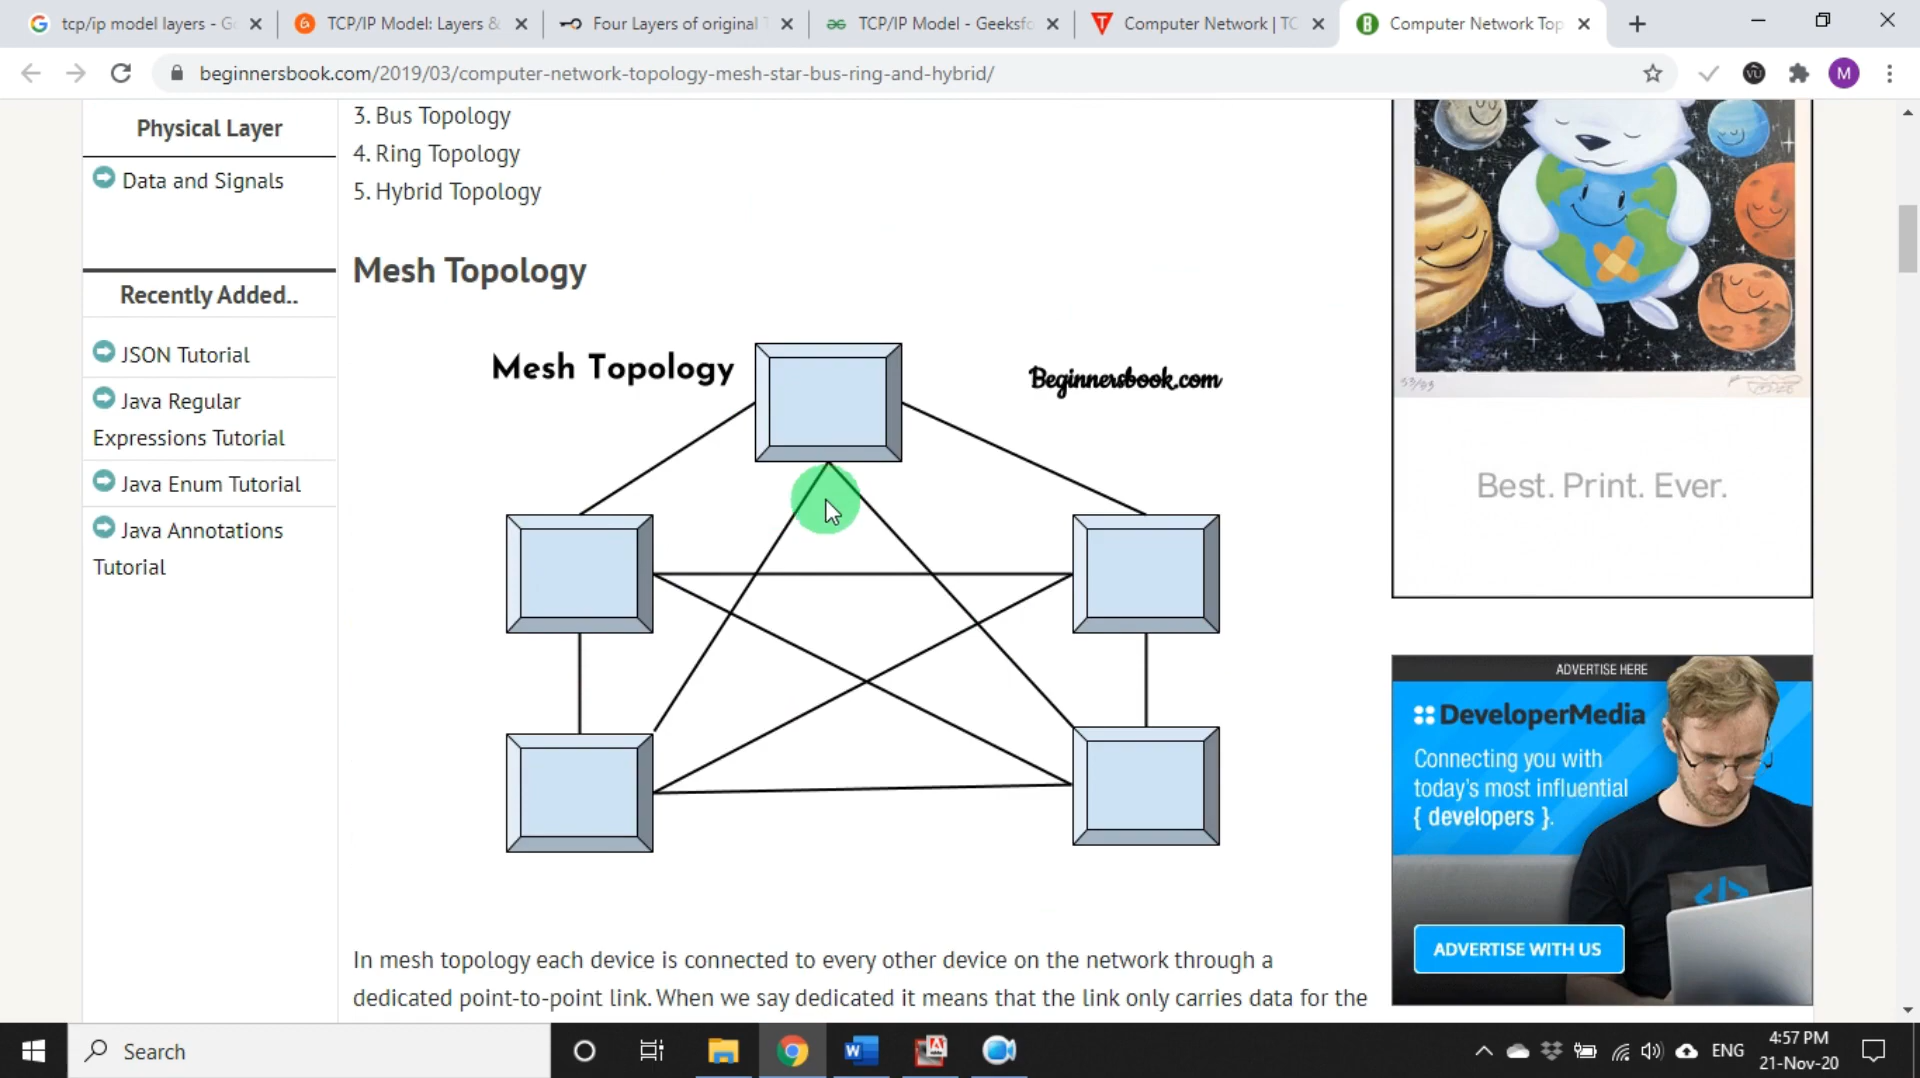 tcp/ip model layers - G
TCP/IP Model: Layers &
Four Layers of original
TCP/IP Model - Geeksfo
Computer Network | TC
Computer Network Top
beginnersbook.com/2019/03/computer-network-topology-mesh-star-bus-ring-and-hybrid/
M
Physical Layer
Data and Signals
Recently Added..
JSON Tutorial
Java Regular
Expressions Tutorial
Java Enum Tutorial
Java Annotations
Tutorial
3. Bus Topology
4. Ring Topology
5. Hybrid Topology
Mesh Topology
Mesh Topology
Beginnersbook.com
In mesh topology each device is connected to every other device on the network through a
dedicated point-to-point link. When we say dedicated it means that the link only carries data for the
Best. Print. Ever.
ADVERTISE HERE
DeveloperMedia
Connecting you with
today's most influential
{ developers }.
</>
ADVERTISE WITH US
Search
ENG
4:57 PM
21-Nov-20